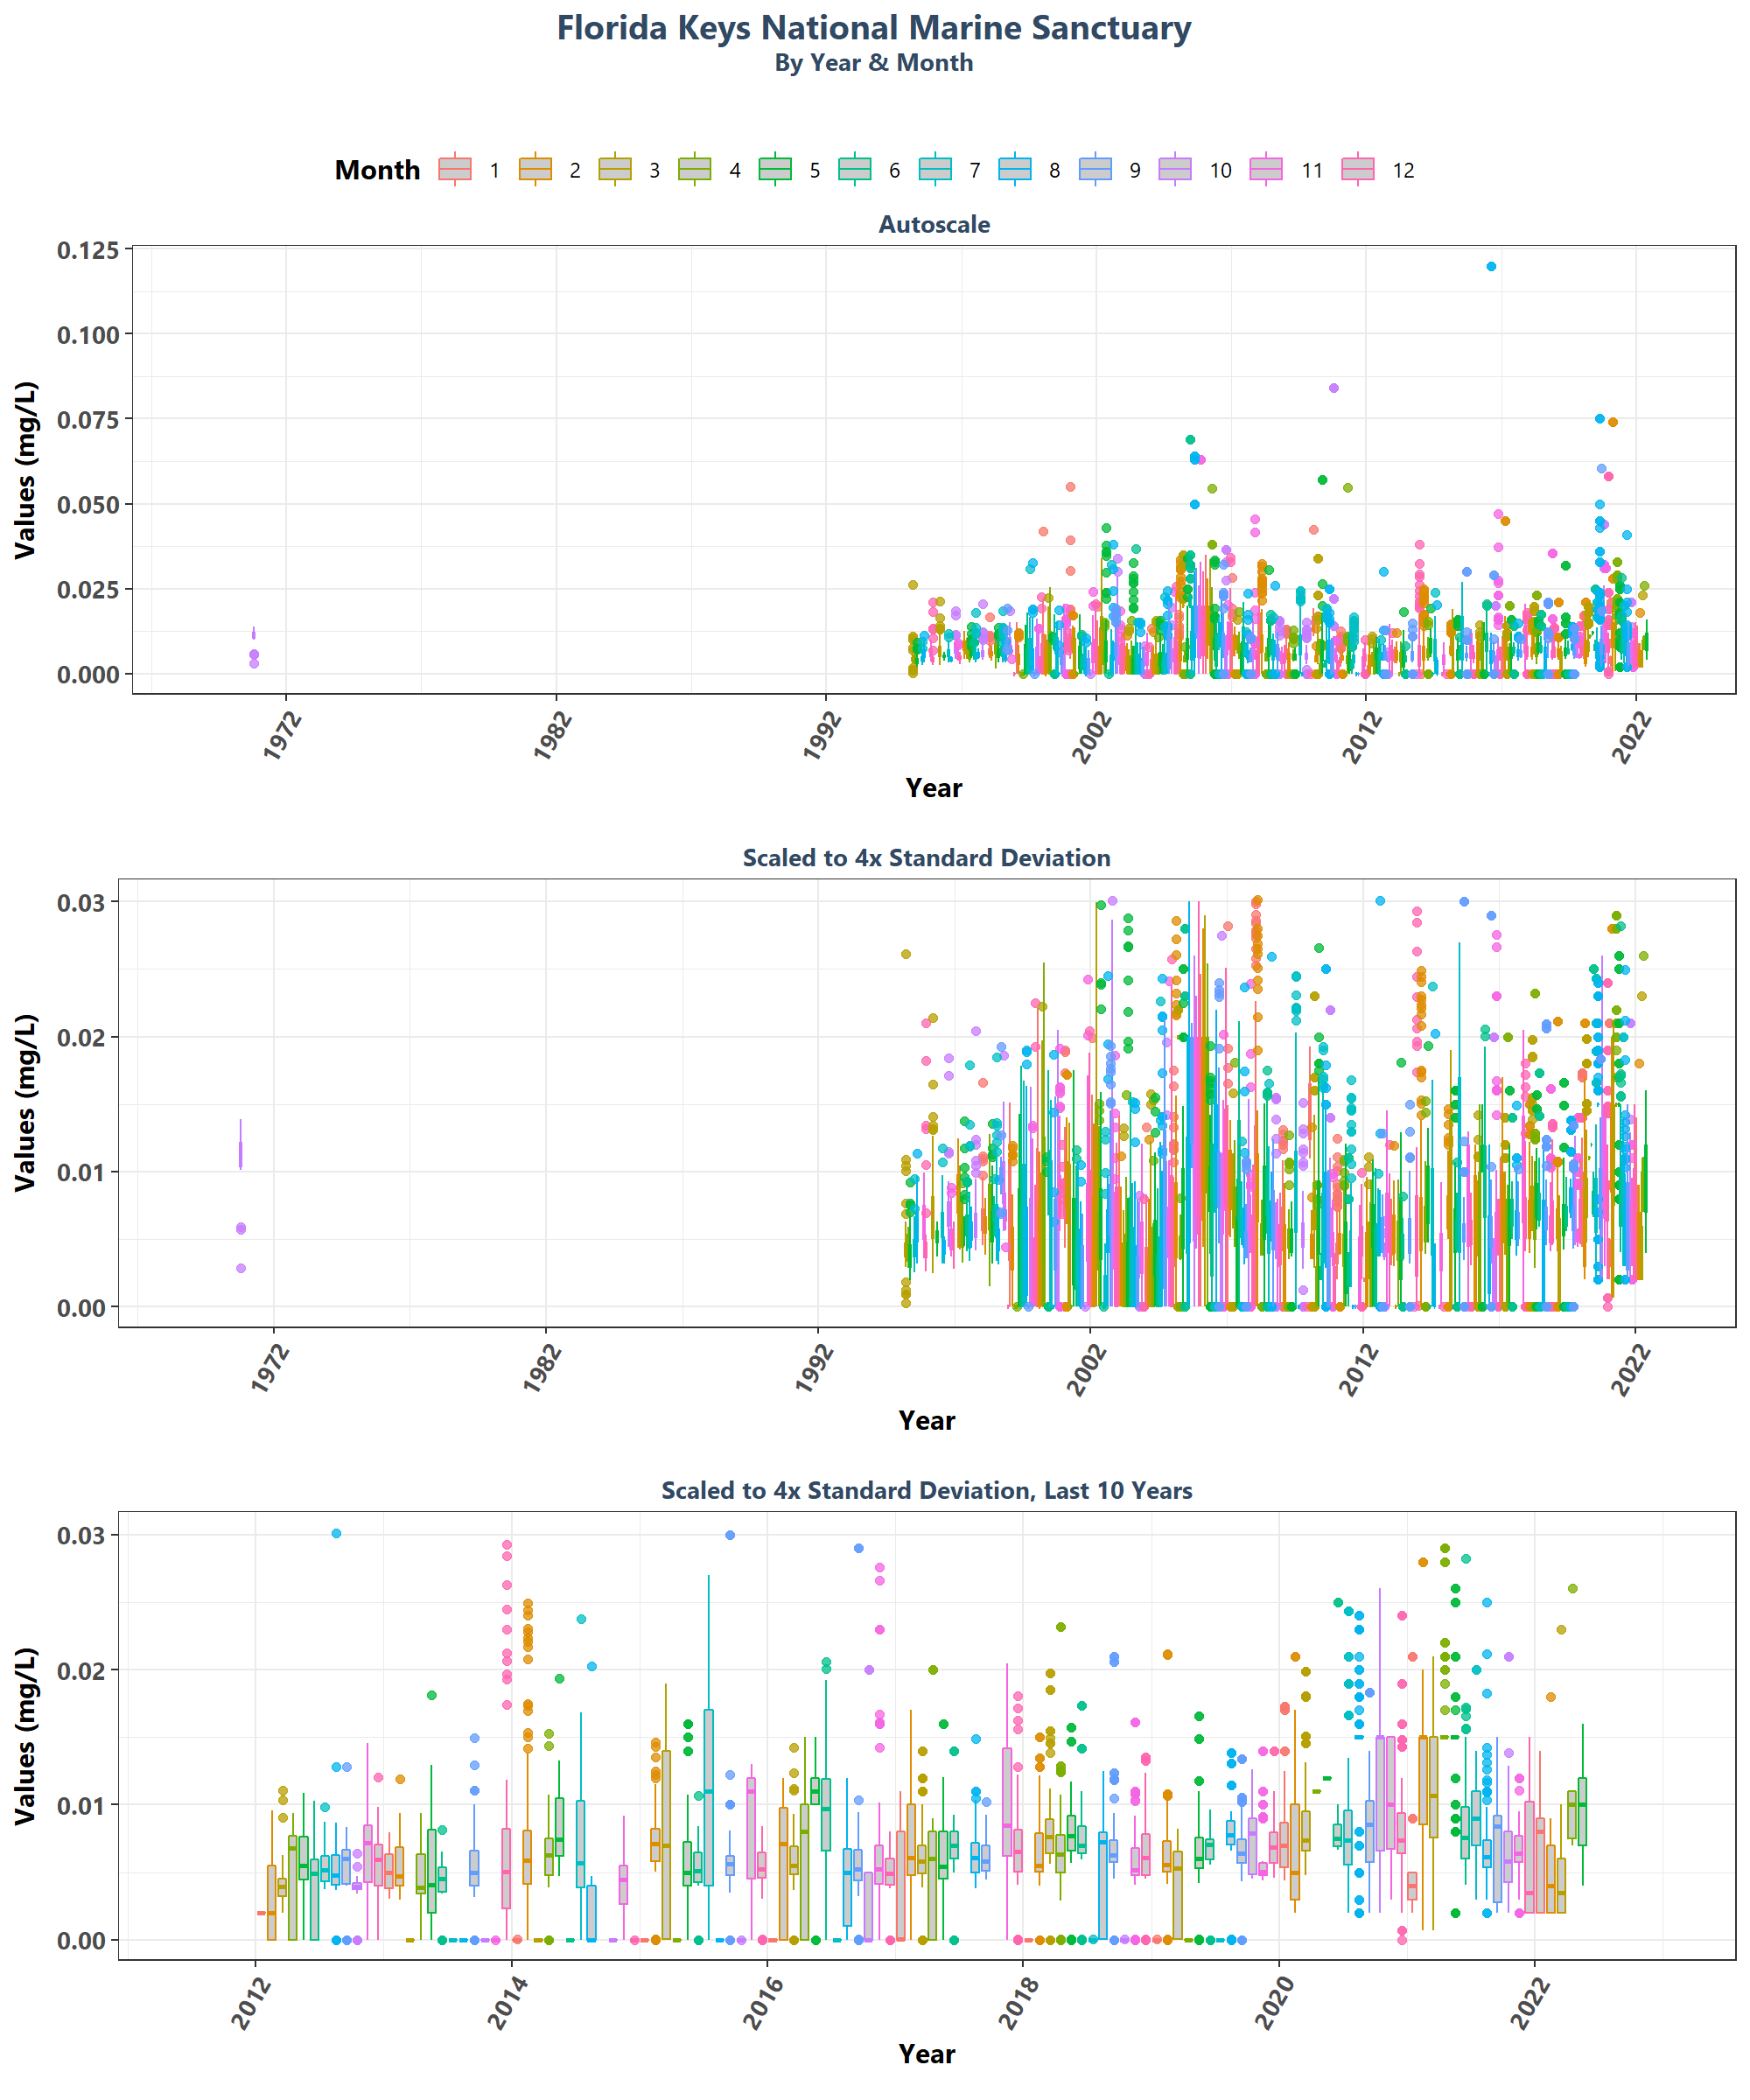 Florida Keys National Marine Sanctuary
By Year & Month
Month 1 2 3 4 5 6 7 8 9 10 11 12
Autoscale
Values (mg/L)
0.125
0.100
0.075
0.050
0.025
0.000
1972 1982 1992 2002 2012 2022
Year
Scaled to 4x Standard Deviation
Values (mg/L)
0.03
0.02
0.01
0.00
1972 1982 1992 2002 2012 2022
Year
Scaled to 4x Standard Deviation, Last 10 Years
Values (mg/L)
0.03
0.02
0.01
0.00
2012 2014 2016 2018 2020 2022
Year